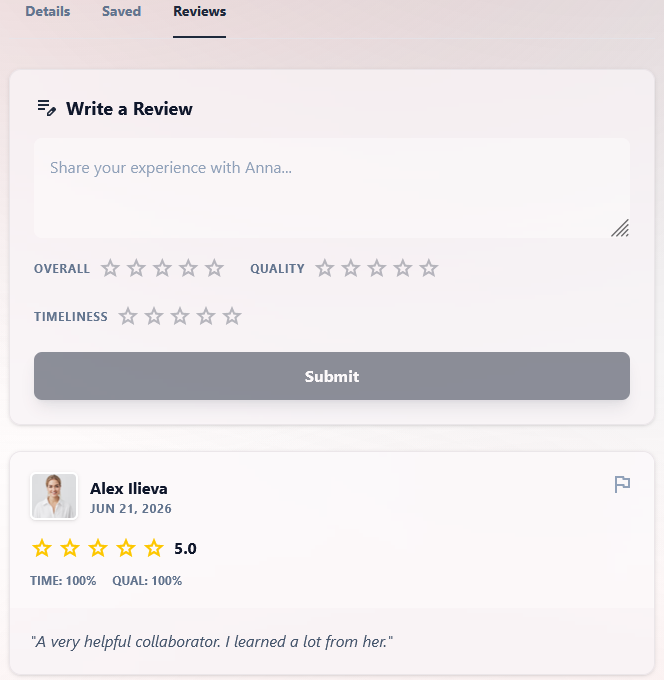 Details Saved Reviews
Write a Review
Share your experience with Anna...
OVERALL QUALITY
TIMELINESS
Submit
Alex Ilieva
JUN 21, 2026
5.0
TIME: 100% QUAL: 100%
"A very helpful collaborator. I learned a lot from her."